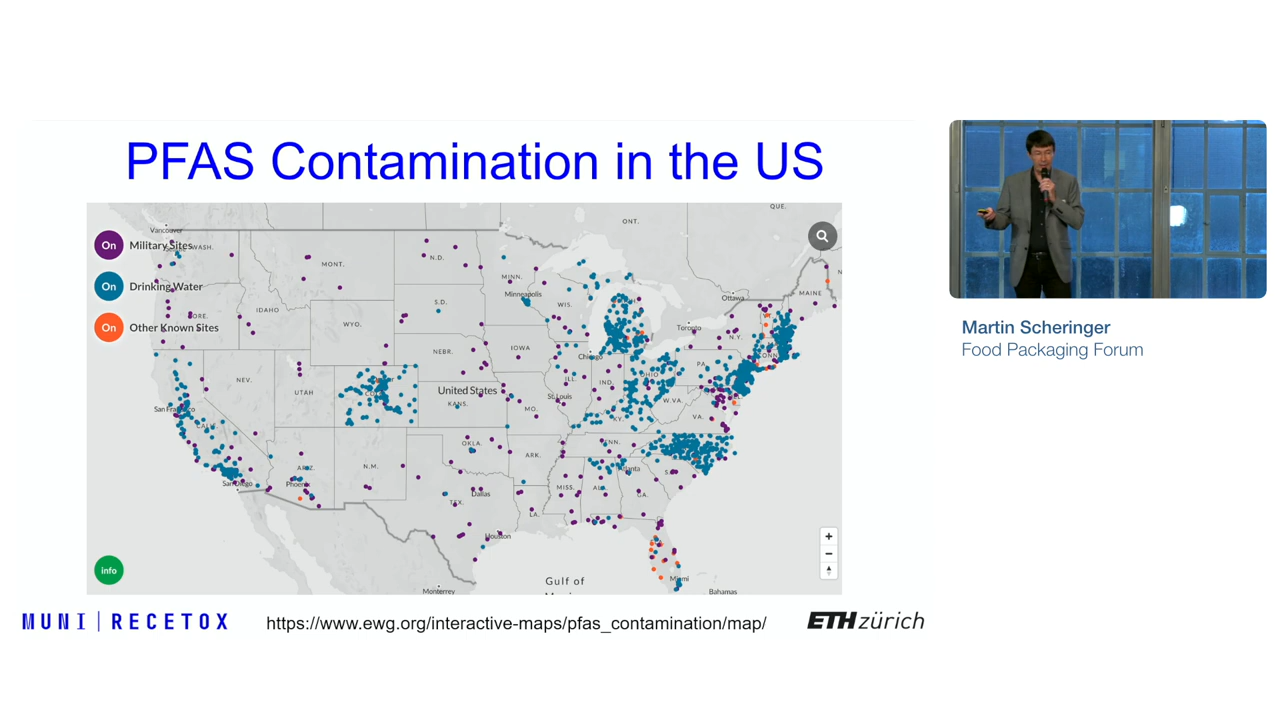 PFAS Contamination in the US
QUE.
ONT.
Vancouver
On Military Sites
WASH.
MONT.
N.D.
MINN.
Ottawa
MAINE
On Drinking Water
Minneapolis
S.D.
WIS.
IDAHO
ORE.
On Other Known Sites
WYO.
Toronto
N.Y.
CONN.
IOWA
Chicago
NEBR.
PA.
OHIO
NEV.
UTAH
United States
ILL.
IND.
KANS.
St. Louis
MO.
W.VA.
San Francisco
CALIF.
KY.
VA.
OKLA.
TENN.
ARIZ.
N.M.
ARK.
Atlanta
San Diego
Phoenix
Dallas
MISS.
ALA.
GA.
TEX.
LA.
Houston
info
Miami
Gulf of
Monterrey
Bahamas
MUNI | RECETOX
https://www.ewg.org/interactive-maps/pfas_contamination/map/
ETH zürich
Martin Scheringer
Food Packaging Forum